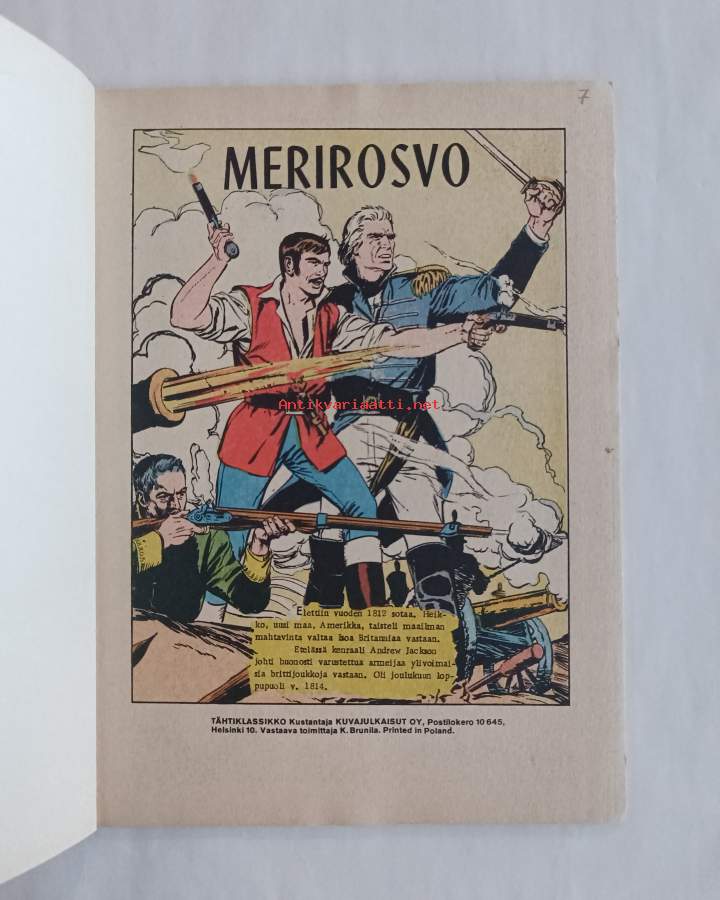 7
MERIROSVO
Antikvariaatti.net
Elettiin vuoden 1812 sotaa. Heik-
ko, uusi maa, Amerikka, taisteli maailman
mahtavinta valtaa Isoa Britanniaa vastaan.
Etelässä kenraali Andrew Jackson
johti huonosti varustettua armeijaa ylivoimai-
sia brittijoukkoja vastaan. Oli joulukuun lop-
pupuoli v. 1814.
TÄHTIKLASSIKKO Kustantaja KUVAJULKAISUT OY, Postilokero 10 645,
Helsinki 10. Vastaava toimittaja K. Brunila. Printed in Poland.